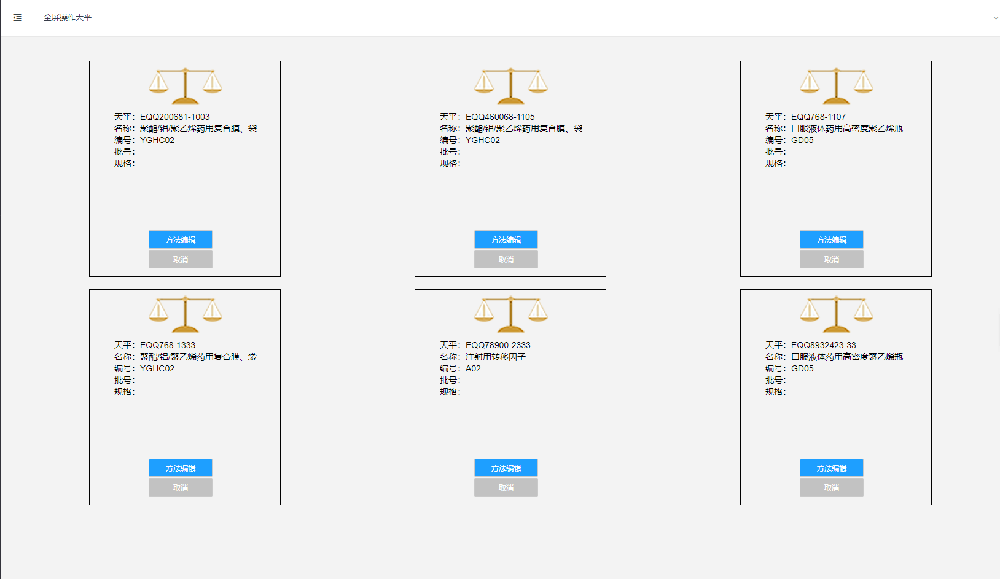 全屏操作天平
天平：EQQ200681-1003
名称：聚酯/铝/聚乙烯药用复合膜、袋
编号：YGHC02
批号：
规格：
方法编辑
取消
天平：EQQ460068-1105
名称：聚酯/铝/聚乙烯药用复合膜、袋
编号：YGHC02
批号：
规格：
方法编辑
取消
天平：EQQ768-1107
名称：口服液体药用高密度聚乙烯瓶
编号：GD05
批号：
规格：
方法编辑
取消
天平：EQQ768-1333
名称：聚酯/铝/聚乙烯药用复合膜、袋
编号：YGHC02
批号：
规格：
方法编辑
取消
天平：EQQ78900-2333
名称：注射用转移因子
编号：A02
批号：
规格：
方法编辑
取消
天平：EQQ8932423-33
名称：口服液体药用高密度聚乙烯瓶
编号：GD05
批号：
规格：
方法编辑
取消